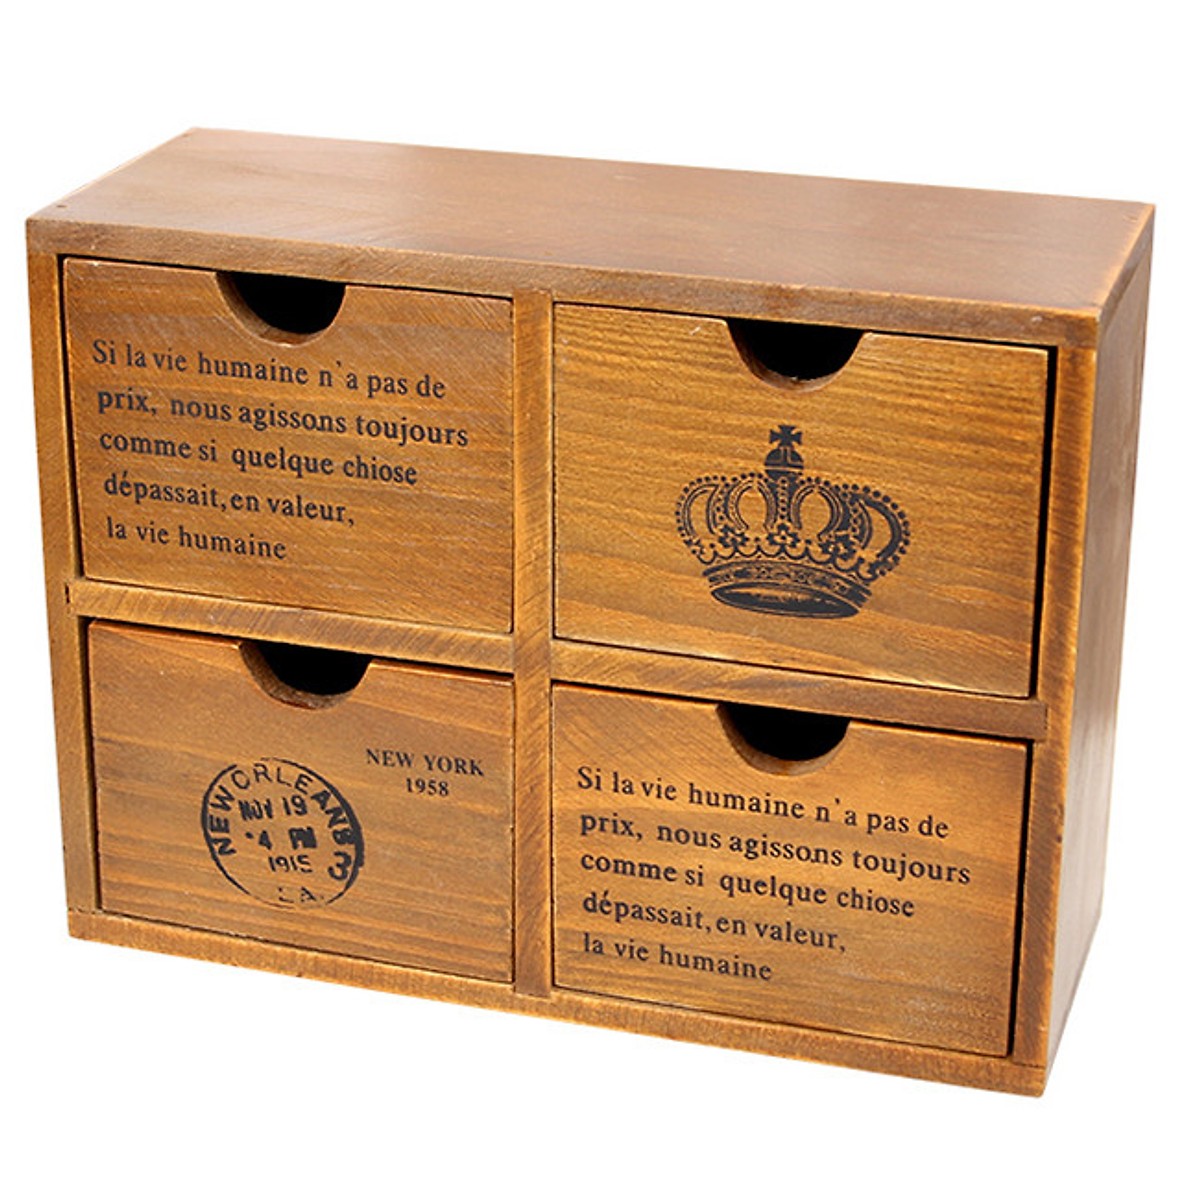 Si la vie humaine n'a pas de
prix, nous agissons toujours
comme si quelque chiose
dépassait, en valeur,
la vie humaine
NEW YORK
1958
NEW ORLEANS 3
NOV 19
4 PM
1915
LA.
Si la vie humaine n'a pas de
prix, nous agissons toujours
comme si quelque chiose
dépassait, en valeur,
la vie humaine